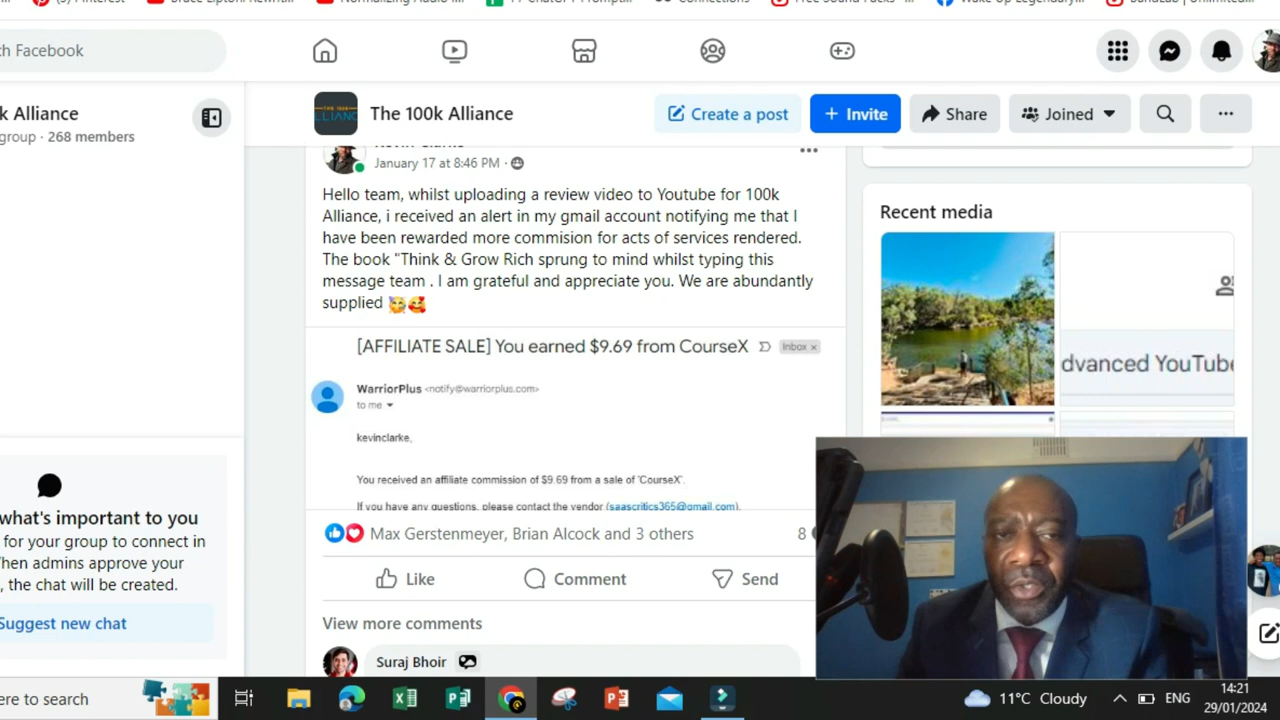 (3) Pinterest
Connections
ch Facebook
k Alliance
group · 268 members
The 100k Alliance
Create a post
Invite
Share
Joined
January 17 at 8:46 PM ·
Hello team, whilst uploading a review video to Youtube for 100k
Alliance, i received an alert in my gmail account notifying me that I
have been rewarded more commision for acts of services rendered.
The book "Think & Grow Rich sprung to mind whilst typing this
message team . I am grateful and appreciate you. We are abundantly
supplied
[AFFILIATE SALE] You earned $9.69 from CourseX
Inbox x
WarriorPlus <notify@warriorplus.com>
to me
kevinclarke,
You received an affiliate commission of $9.69 from a sale of 'CourseX'.
If you have any questions, please contact the vendor (saascritics365@gmail.com).
Max Gerstenmeyer, Brian Alcock and 3 others
8
Like
Comment
Send
View more comments
Suraj Bhoir
Recent media
dvanced YouTube
what's important to you
for your group to connect in
hen admins approve your
, the chat will be created.
Suggest new chat
ere to search
11°C Cloudy
ENG
14:21
29/01/2024